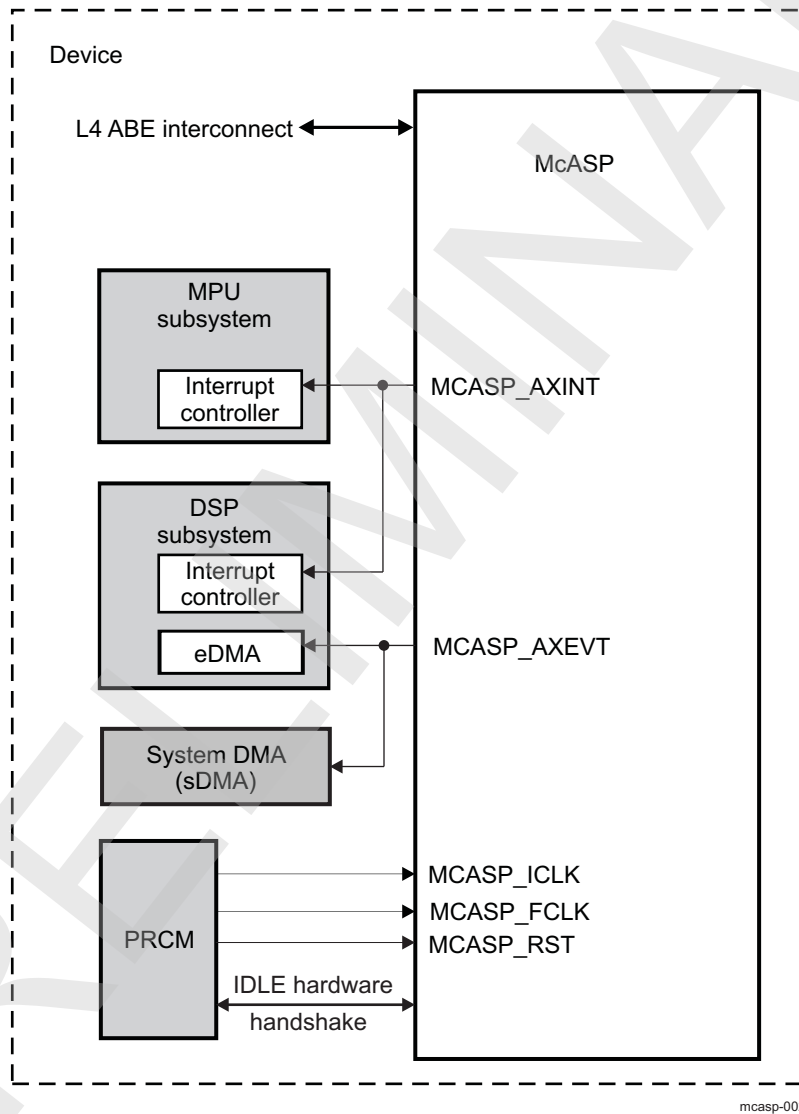 Device
L4 ABE interconnect
McASP
MPU
subsystem
Interrupt
controller
MCASP_AXINT
DSP
subsystem
Interrupt
controller
eDMA
MCASP_AXEVT
System DMA
(sDMA)
PRCM
MCASP_ICLK
MCASP_FCLK
MCASP_RST
IDLE hardware
handshake
mcasp-00